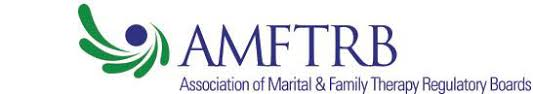 AMFTRB
Association of Marital & Family Therapy Regulatory Boards